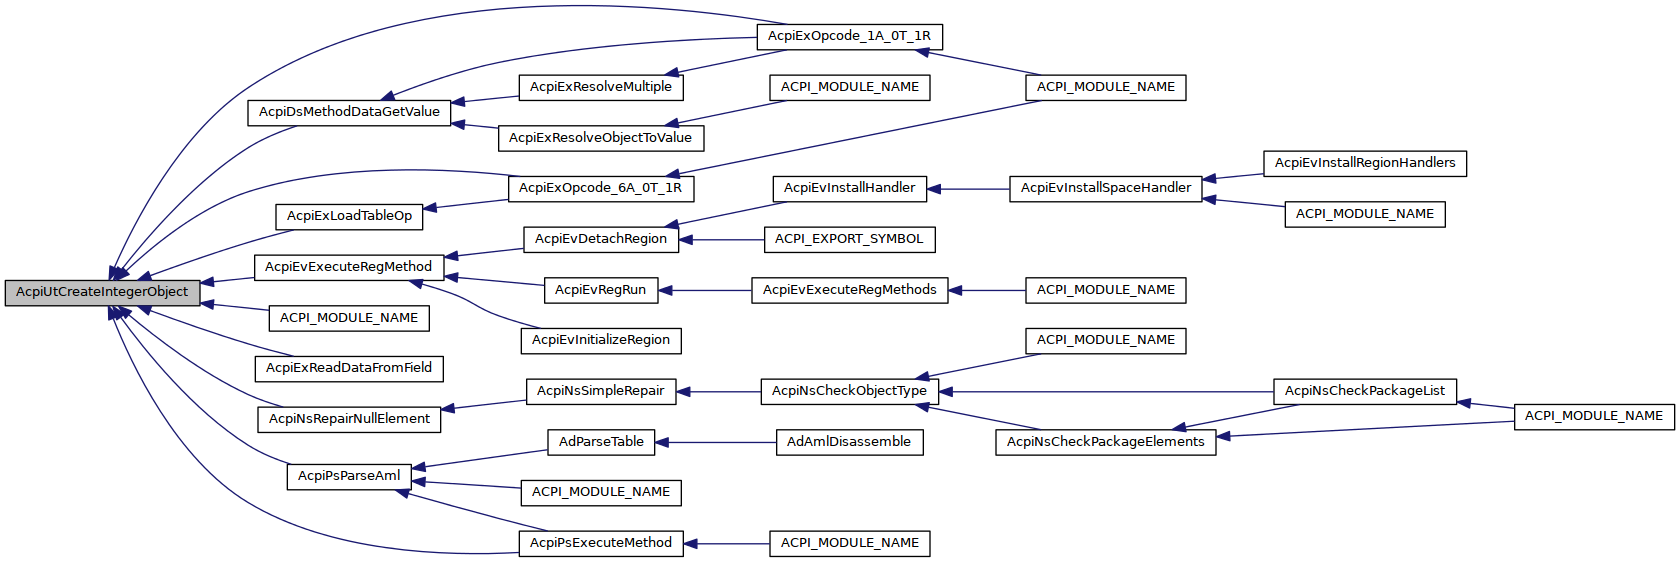 AcpiExOpcode_1A_0T_1R
AcpiExResolveMultiple
ACPI_MODULE_NAME
ACPI_MODULE_NAME
AcpiDsMethodDataGetValue
AcpiExResolveObjectToValue
AcpiEvInstallRegionHandlers
AcpiExOpcode_6A_0T_1R
AcpiEvInstallHandler
AcpiEvInstallSpaceHandler
AcpiExLoadTableOp
ACPI_MODULE_NAME
AcpiEvDetachRegion
ACPI_EXPORT_SYMBOL
AcpiEvExecuteRegMethod
AcpiUtCreateIntegerObject
AcpiEvRegRun
AcpiEvExecuteRegMethods
ACPI_MODULE_NAME
ACPI_MODULE_NAME
AcpiEvInitializeRegion
ACPI_MODULE_NAME
AcpiExReadDataFromField
AcpiNsSimpleRepair
AcpiNsCheckObjectType
AcpiNsCheckPackageList
AcpiNsRepairNullElement
ACPI_MODULE_NAME
AdParseTable
AdAmlDisassemble
AcpiNsCheckPackageElements
AcpiPsParseAml
ACPI_MODULE_NAME
AcpiPsExecuteMethod
ACPI_MODULE_NAME